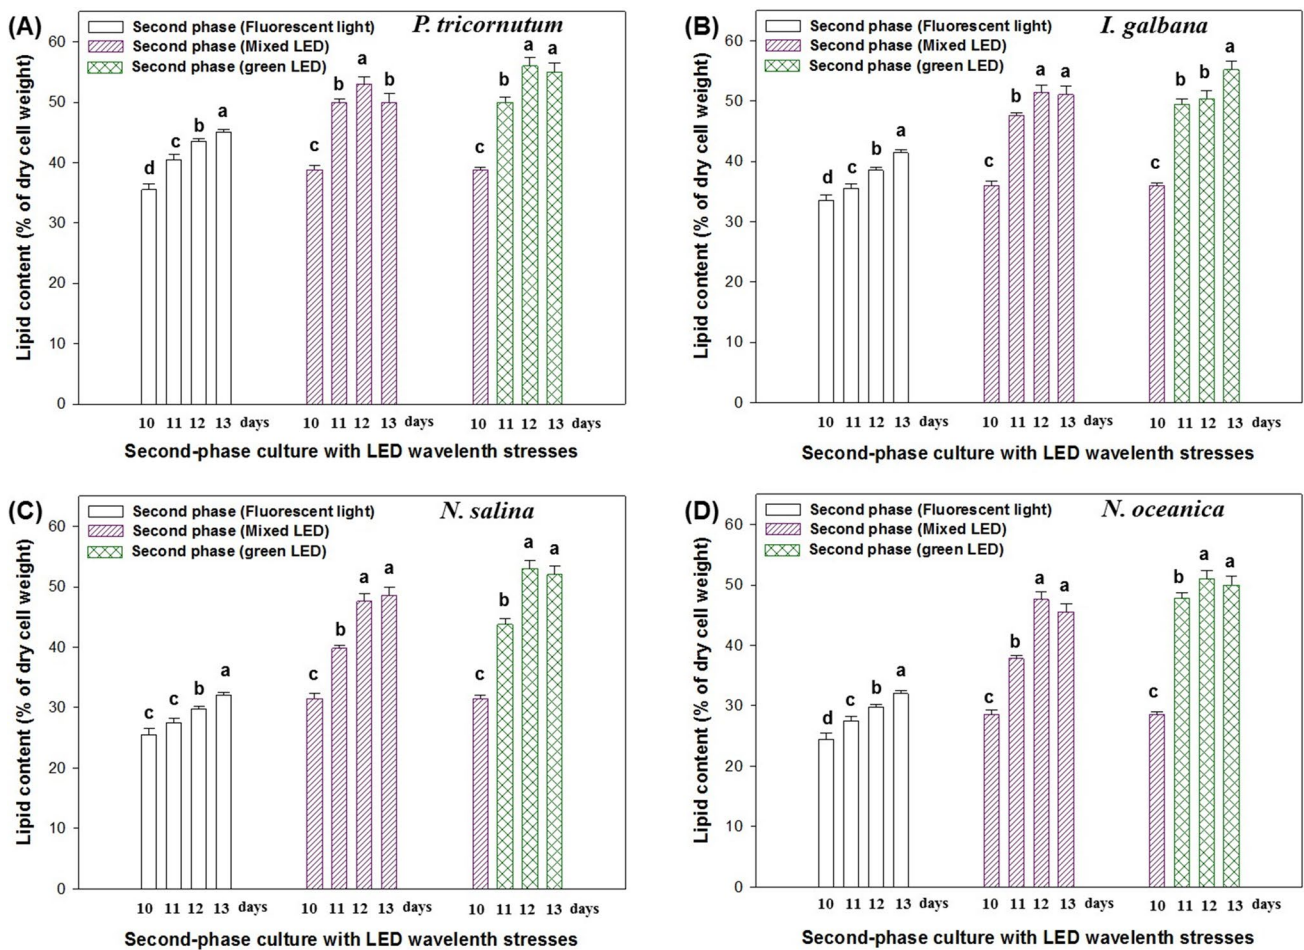 (A)
P. tricornutum
Second phase (Fluorescent light)
Second phase (Mixed LED)
Second phase (green LED)
Lipid content (% of dry cell weight)
60
50
40
30
20
10
0
d c b a
c b a b
c b a a
10 11 12 13 days
10 11 12 13 days
10 11 12 13 days
Second-phase culture with LED wavelenth stresses
(B)
I. galbana
Second phase (Fluorescent light)
Second phase (Mixed LED)
Second phase (green LED)
Lipid content (% of dry cell weight)
60
50
40
30
20
10
0
d c b a
c b a a
c b b a
10 11 12 13 days
10 11 12 13 days
10 11 12 13 days
Second-phase culture with LED wavelenth stresses
(C)
N. salina
Second phase (Fluorescent light)
Second phase (Mixed LED)
Second phase (green LED)
Lipid content (% of dry cell weight)
60
50
40
30
20
10
0
c c b a
c b a a
c b a a
10 11 12 13 days
10 11 12 13 days
10 11 12 13 days
Second-phase culture with LED wavelenth stresses
(D)
N. oceanica
Second phase (Fluorescent light)
Second phase (Mixed LED)
Second phase (green LED)
Lipid content (% of dry cell weight)
60
50
40
30
20
10
0
d c b a
c b a a
c b a a
10 11 12 13 days
10 11 12 13 days
10 11 12 13 days
Second-phase culture with LED wavelenth stresses